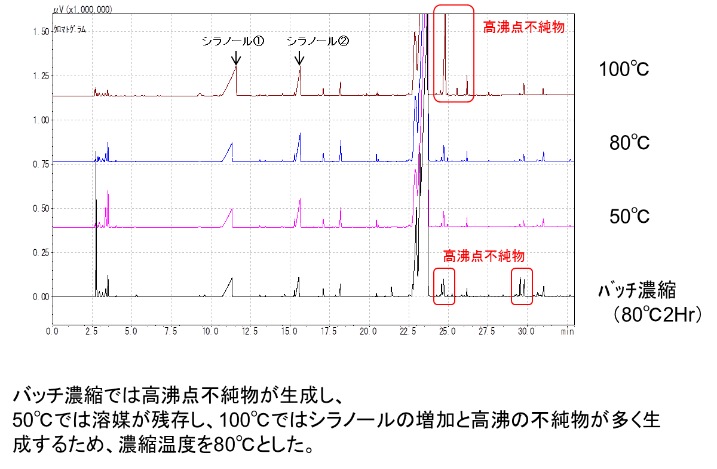 μV (x1,000,000)
クロマトグラム
シラノール① シラノール② 高沸点不純物
1.50
100℃
1.25
1.00
80℃
0.75
0.50
50℃
0.25
高沸点不純物
0.00
バッチ濃縮
(80℃2Hr)
0.0 2.5 5.0 7.5 10.0 12.5 15.0 17.5 20.0 22.5 25.0 27.5 30.0 min
バッチ濃縮では高沸点不純物が生成し、
50℃では溶媒が残存し、100℃ではシラノールの増加と高沸の不純物が多く生
成するため、濃縮温度を80℃とした。